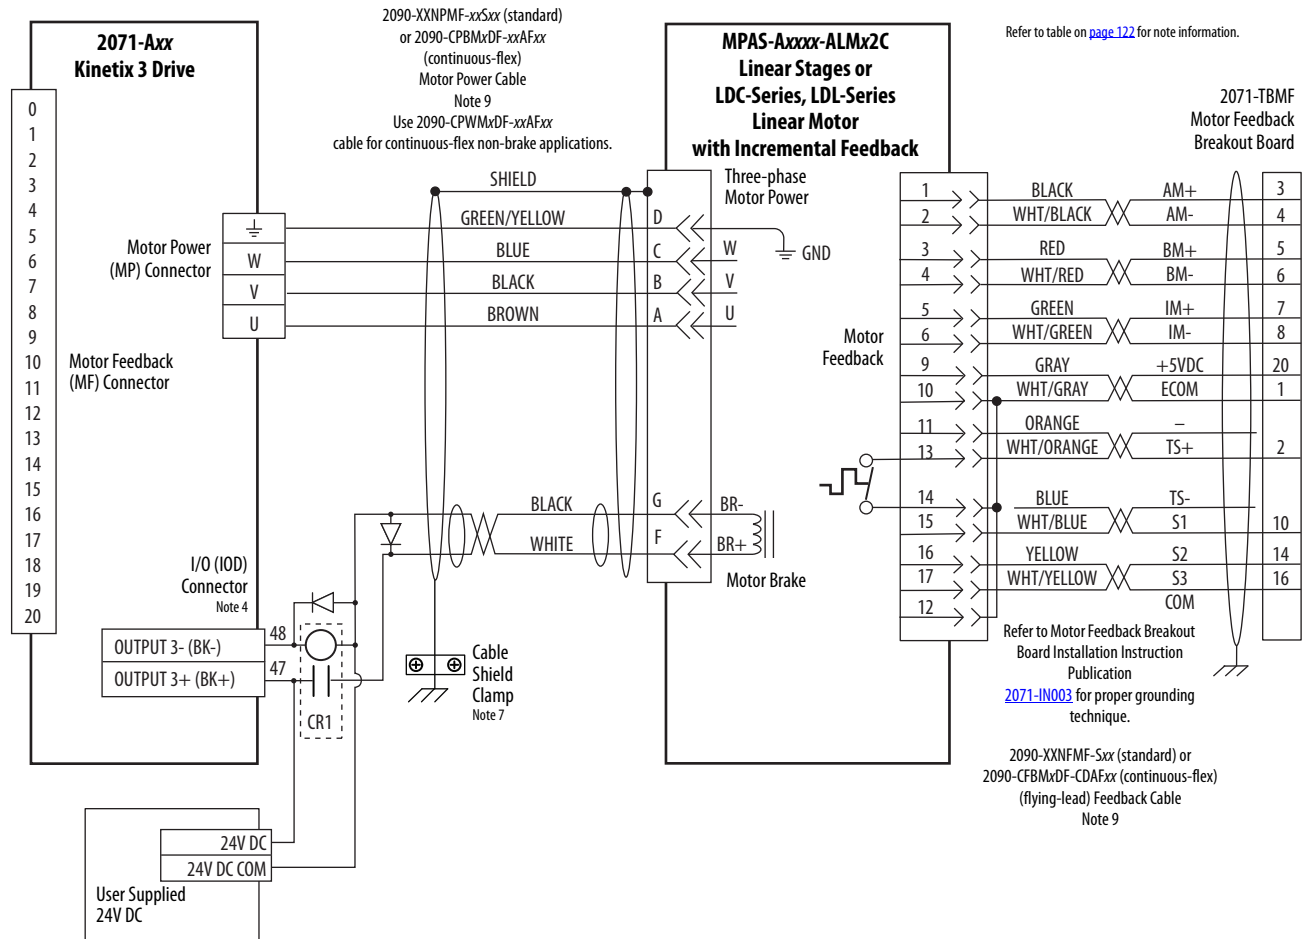 2090-XXNPMF-xxSxx (standard)
or 2090-CPBMxDF-xxAFxx
(continuous-flex)
Motor Power Cable
Note 9
Use 2090-CPWMxDF-xxAFxx
cable for continuous-flex non-brake applications.
2071-Axx
Kinetix 3 Drive
MPAS-Axxxx-ALMx2C
Linear Stages or
LDC-Series, LDL-Series
Linear Motor
with Incremental Feedback
Refer to table on page 122 for note information.
2071-TBMF
Motor Feedback
Breakout Board
0
1
2
3
4
5
6
7
8
9
10
11
12
13
14
15
16
17
18
19
20
Motor Feedback
(MF) Connector
Motor Power
(MP) Connector
W
V
U
SHIELD
GREEN/YELLOW
BLUE
BLACK
BROWN
D
C
B
A
Three-phase
Motor Power
W
V
U
GND
BLACK
WHITE
G
F
BR-
BR+
Motor Brake
Motor
Feedback
1 BLACK AM+ 3
2 WHT/BLACK AM- 4
3 RED BM+ 5
4 WHT/RED BM- 6
5 GREEN IM+ 7
6 WHT/GREEN IM- 8
9 GRAY +5VDC 20
10 WHT/GRAY ECOM 1
11 ORANGE –
13 WHT/ORANGE TS+ 2
14 BLUE TS-
15 WHT/BLUE S1 10
16 YELLOW S2 14
17 WHT/YELLOW S3 16
12 COM
Refer to Motor Feedback Breakout
Board Installation Instruction
Publication
2071-IN003 for proper grounding
technique.
2090-XXNFMF-Sxx (standard) or
2090-CFBMxDF-CDAFxx (continuous-flex)
(flying-lead) Feedback Cable
Note 9
I/O (IOD)
Connector
Note 4
OUTPUT 3- (BK-) 48
OUTPUT 3+ (BK+) 47
CR1
Cable
Shield
Clamp
Note 7
24V DC
24V DC COM
User Supplied
24V DC